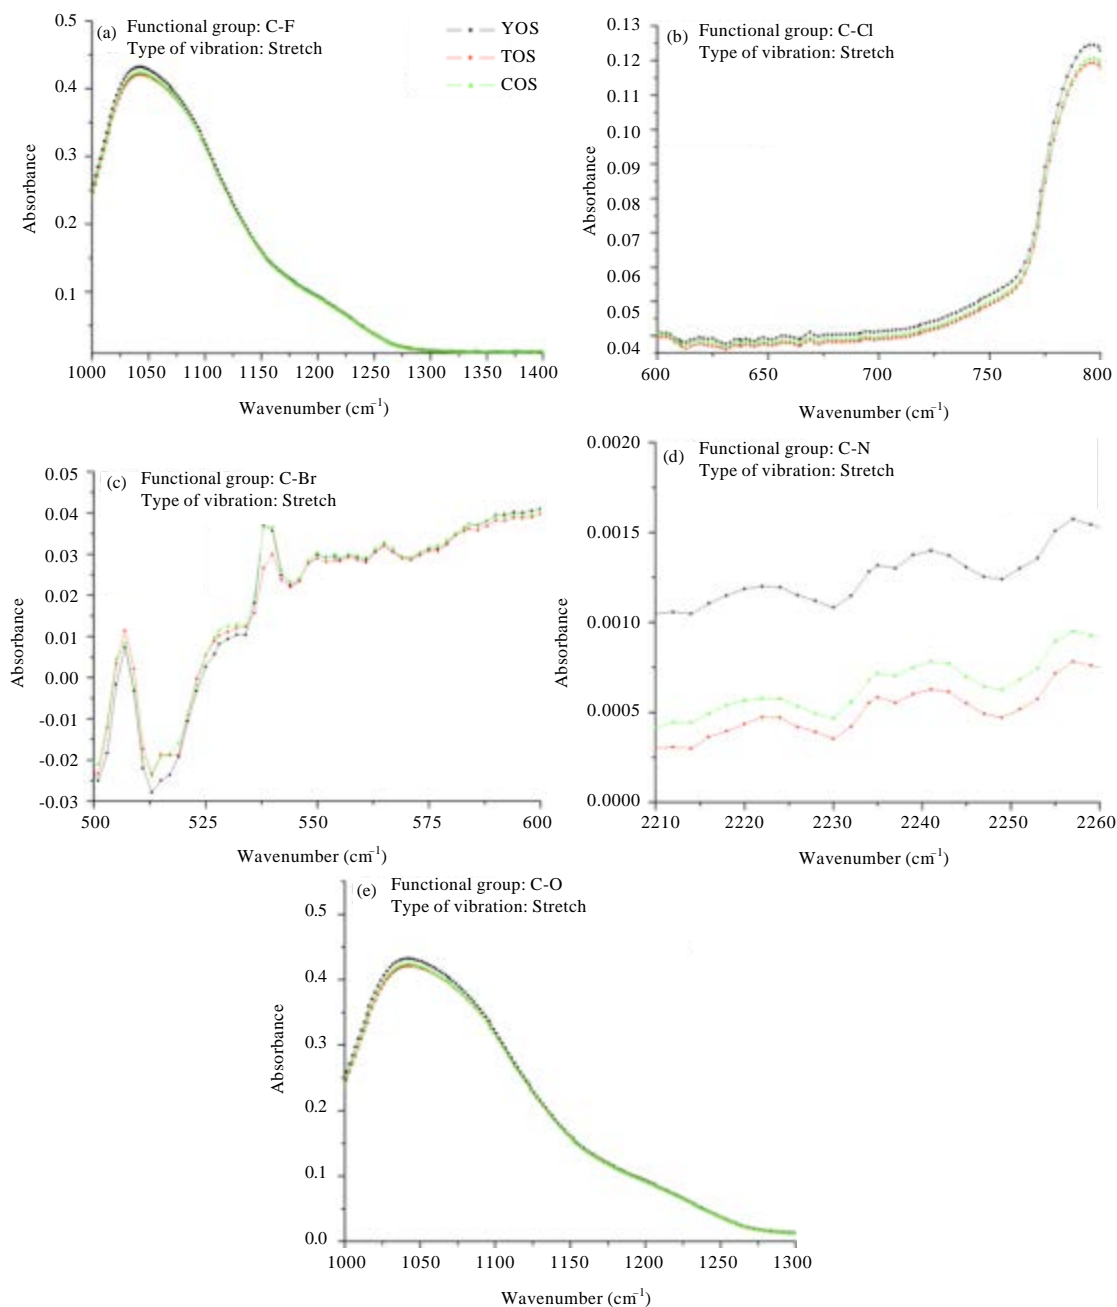 (a) Functional group: C-F
Type of vibration: Stretch
YOS
TOS
COS
0.5
0.4
0.3
0.2
0.1
Absorbance
1000 1050 1100 1150 1200 1250 1300 1350 1400
Wavenumber (cm⁻¹)
(b) Functional group: C-Cl
Type of vibration: Stretch
0.13
0.12
0.11
0.10
0.09
0.08
0.07
0.06
0.05
0.04
Absorbance
600 650 700 750 800
Wavenumber (cm⁻¹)
(c) Functional group: C-Br
Type of vibration: Stretch
0.05
0.04
0.03
0.02
0.01
0.00
-0.01
-0.02
-0.03
Absorbance
500 525 550 575 600
Wavenumber (cm⁻¹)
(d) Functional group: C-N
Type of vibration: Stretch
0.0020
0.0015
0.0010
0.0005
0.0000
Absorbance
2210 2220 2230 2240 2250 2260
Wavenumber (cm⁻¹)
(e) Functional group: C-O
Type of vibration: Stretch
0.5
0.4
0.3
0.2
0.1
0.0
Absorbance
1000 1050 1100 1150 1200 1250 1300
Wavenumber (cm⁻¹)